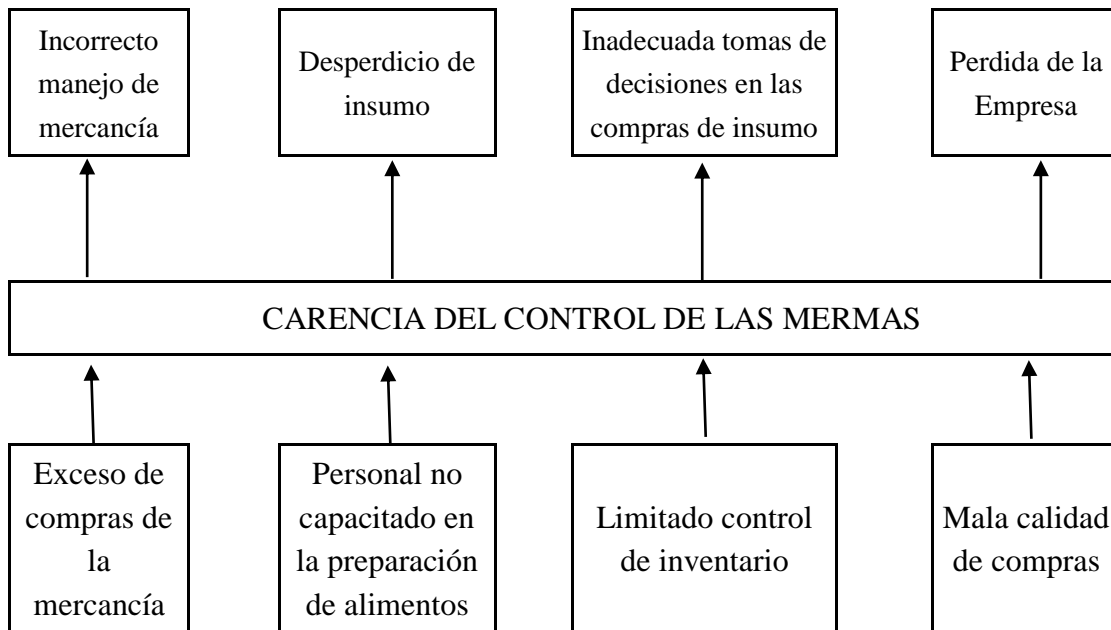 Incorrecto
manejo de
mercancía
Desperdicio de
insumo
Inadecuada tomas de
decisiones en las
compras de insumo
Perdida de la
Empresa
CARENCIA DEL CONTROL DE LAS MERMAS
Exceso de
compras de
la
mercancía
Personal no
capacitado en
la preparación
de alimentos
Limitado control
de inventario
Mala calidad
de compras